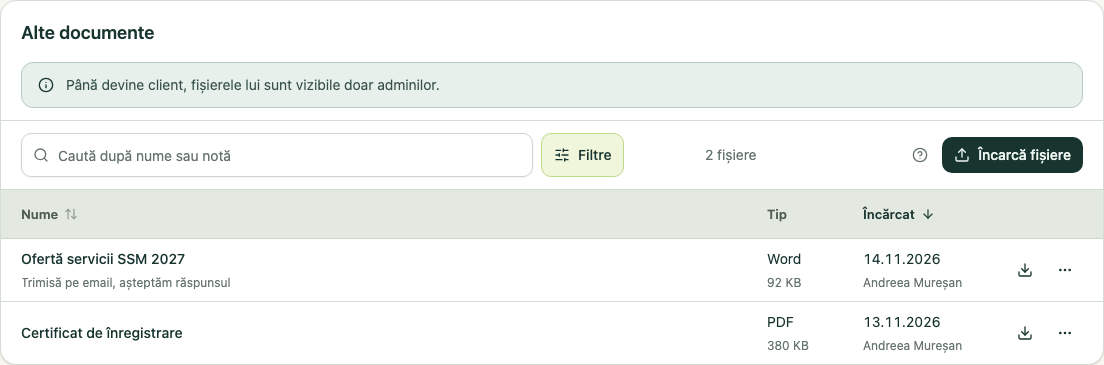 Alte documente
Până devine client, fișierele lui sunt vizibile doar adminilor.
Caută după nume sau notă
Filtre
2 fișiere
Încarcă fișiere
Nume
Tip
Încărcat
Ofertă servicii SSM 2027
Word
14.11.2026
Trimisă pe email, așteptăm răspunsul
92 KB
Andreea Mureșan
Certificat de înregistrare
PDF
13.11.2026
380 KB
Andreea Mureșan